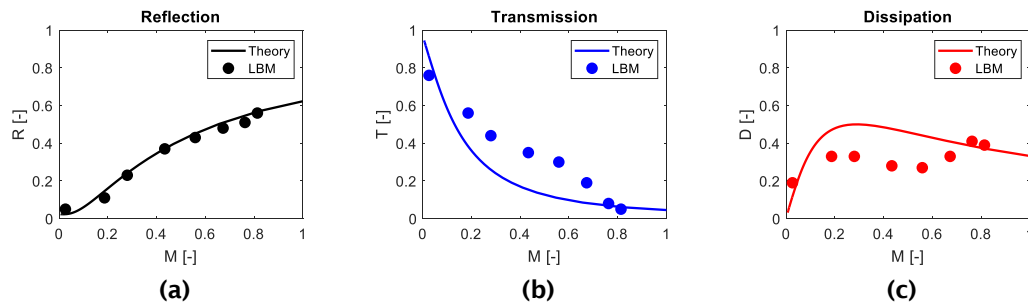 Reflection
1
0.8
0.6
0.4
0.2
0
R [-]
0 0.2 0.4 0.6 0.8 1
M [-]
Theory
LBM
(a)
Transmission
1
0.8
0.6
0.4
0.2
0
T [-]
0 0.2 0.4 0.6 0.8 1
M [-]
Theory
LBM
(b)
Dissipation
1
0.8
0.6
0.4
0.2
0
D [-]
0 0.2 0.4 0.6 0.8 1
M [-]
Theory
LBM
(c)